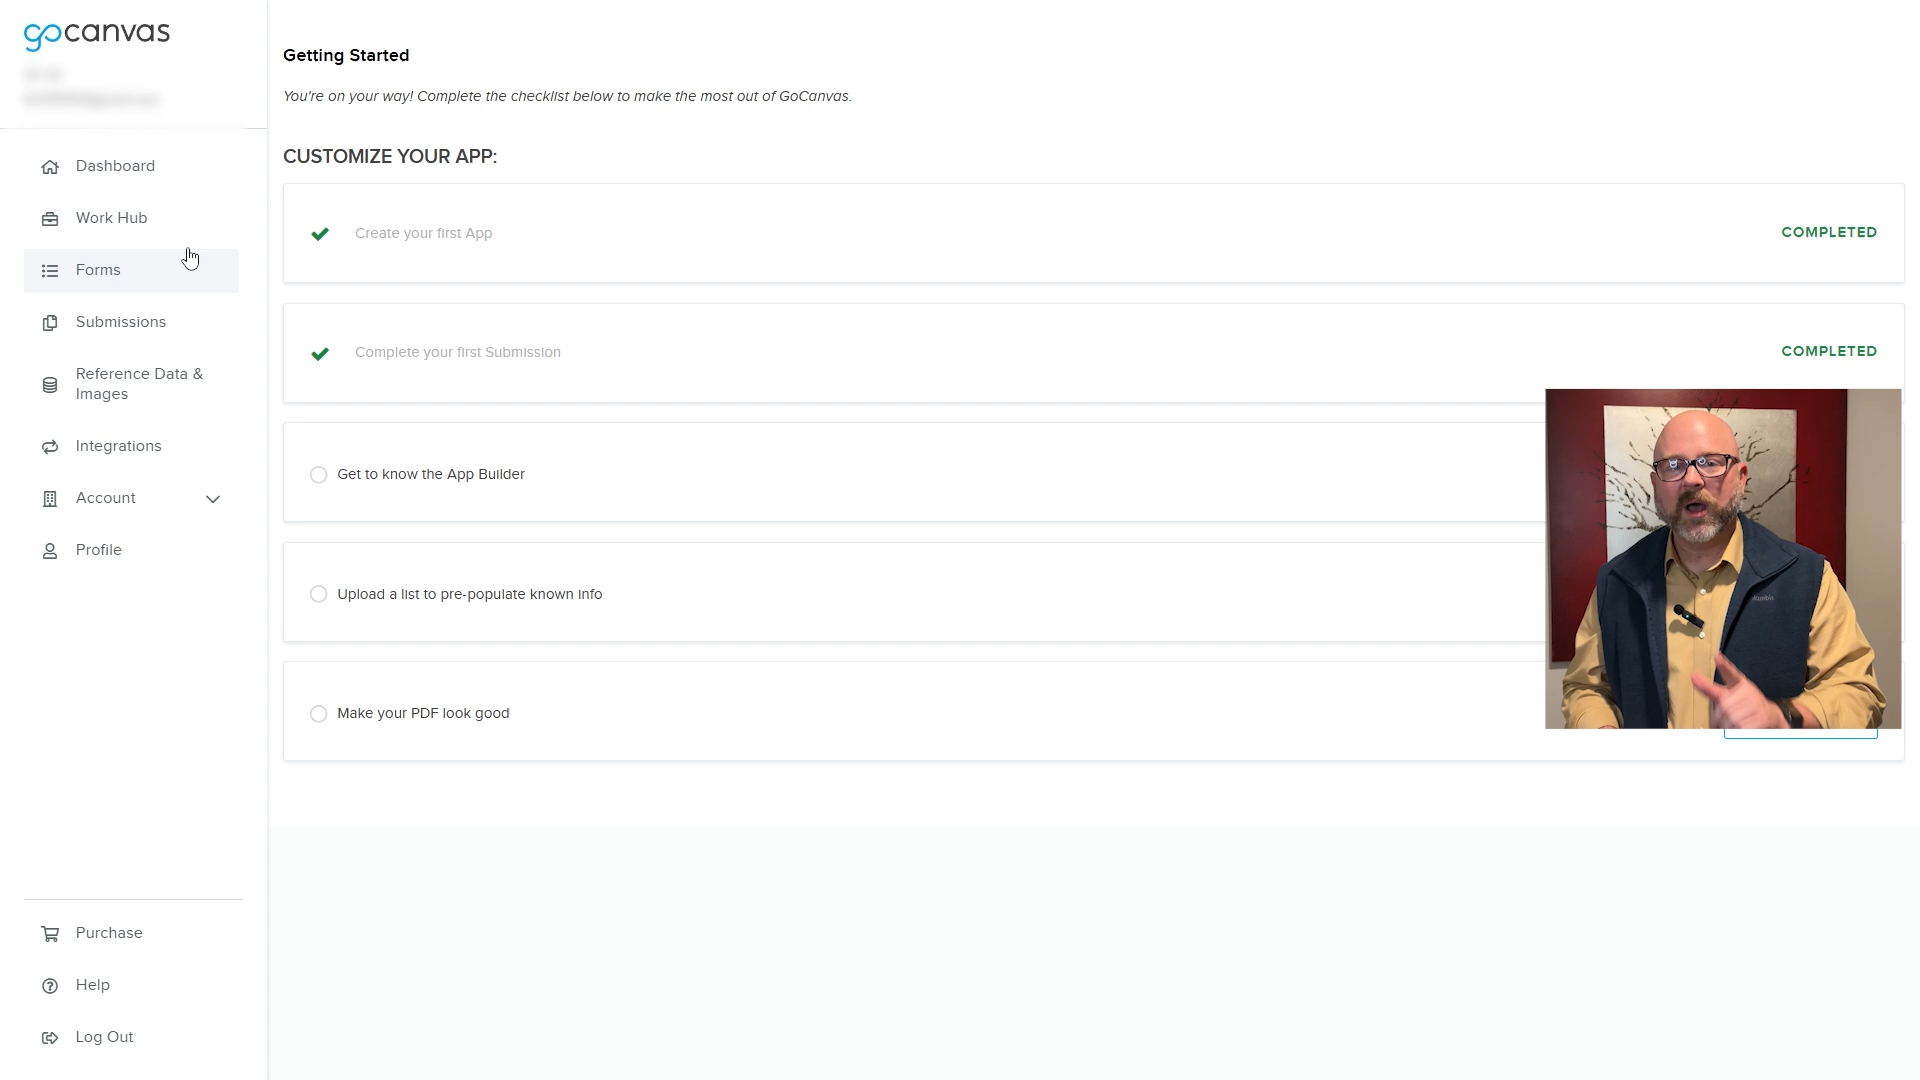 gocanvas
Dashboard
Work Hub
Forms
Submissions
Reference Data &
Images
Integrations
Account
Profile
Purchase
Help
Log Out
Getting Started
You're on your way! Complete the checklist below to make the most out of GoCanvas.
CUSTOMIZE YOUR APP:
Create your first App
COMPLETED
Complete your first Submission
COMPLETED
Get to know the App Builder
Upload a list to pre-populate known info
Make your PDF look good